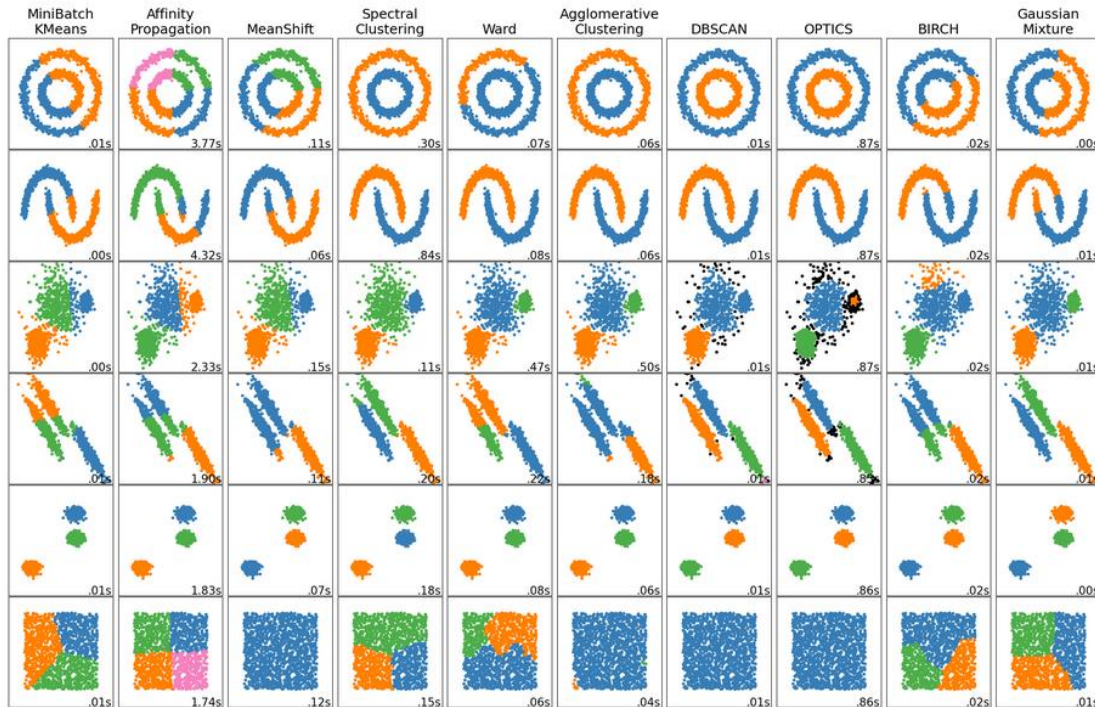 MiniBatch
KMeans
Affinity
Propagation
MeanShift
Spectral
Clustering
Ward
Agglomerative
Clustering
DBSCAN
OPTICS
BIRCH
Gaussian
Mixture
.01s
3.77s
.11s
.30s
.07s
.06s
.01s
.87s
.02s
.00s
.00s
4.32s
.06s
.84s
.08s
.06s
.01s
.87s
.02s
.01s
.00s
2.33s
.15s
.11s
.47s
.50s
.01s
.87s
.02s
.01s
.01s
1.90s
.11s
.20s
.22s
.18s
.01s
.02s
.01s
.01s
1.83s
.07s
.18s
.08s
.06s
.01s
.86s
.02s
.00s
.01s
1.74s
.12s
.15s
.06s
.04s
.01s
.86s
.02s
.01s